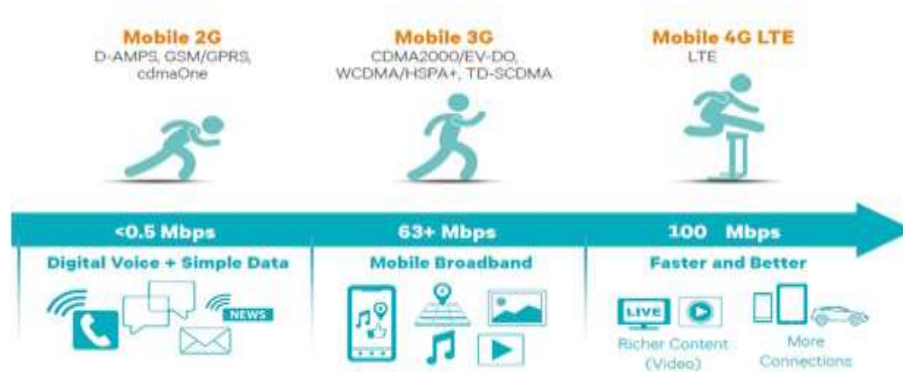 Mobile 2G
D-AMPS, GSM/GPRS,
cdmaOne
Mobile 3G
CDMA2000/EV-DO,
WCDMA/HSPA+, TD-SCDMA
Mobile 4G LTE
LTE
<0.5 Mbps
63+ Mbps
100 Mbps
Digital Voice + Simple Data
Mobile Broadband
Faster and Better
NEWS
LIVE
Richer Content
(Video)
More
Connections